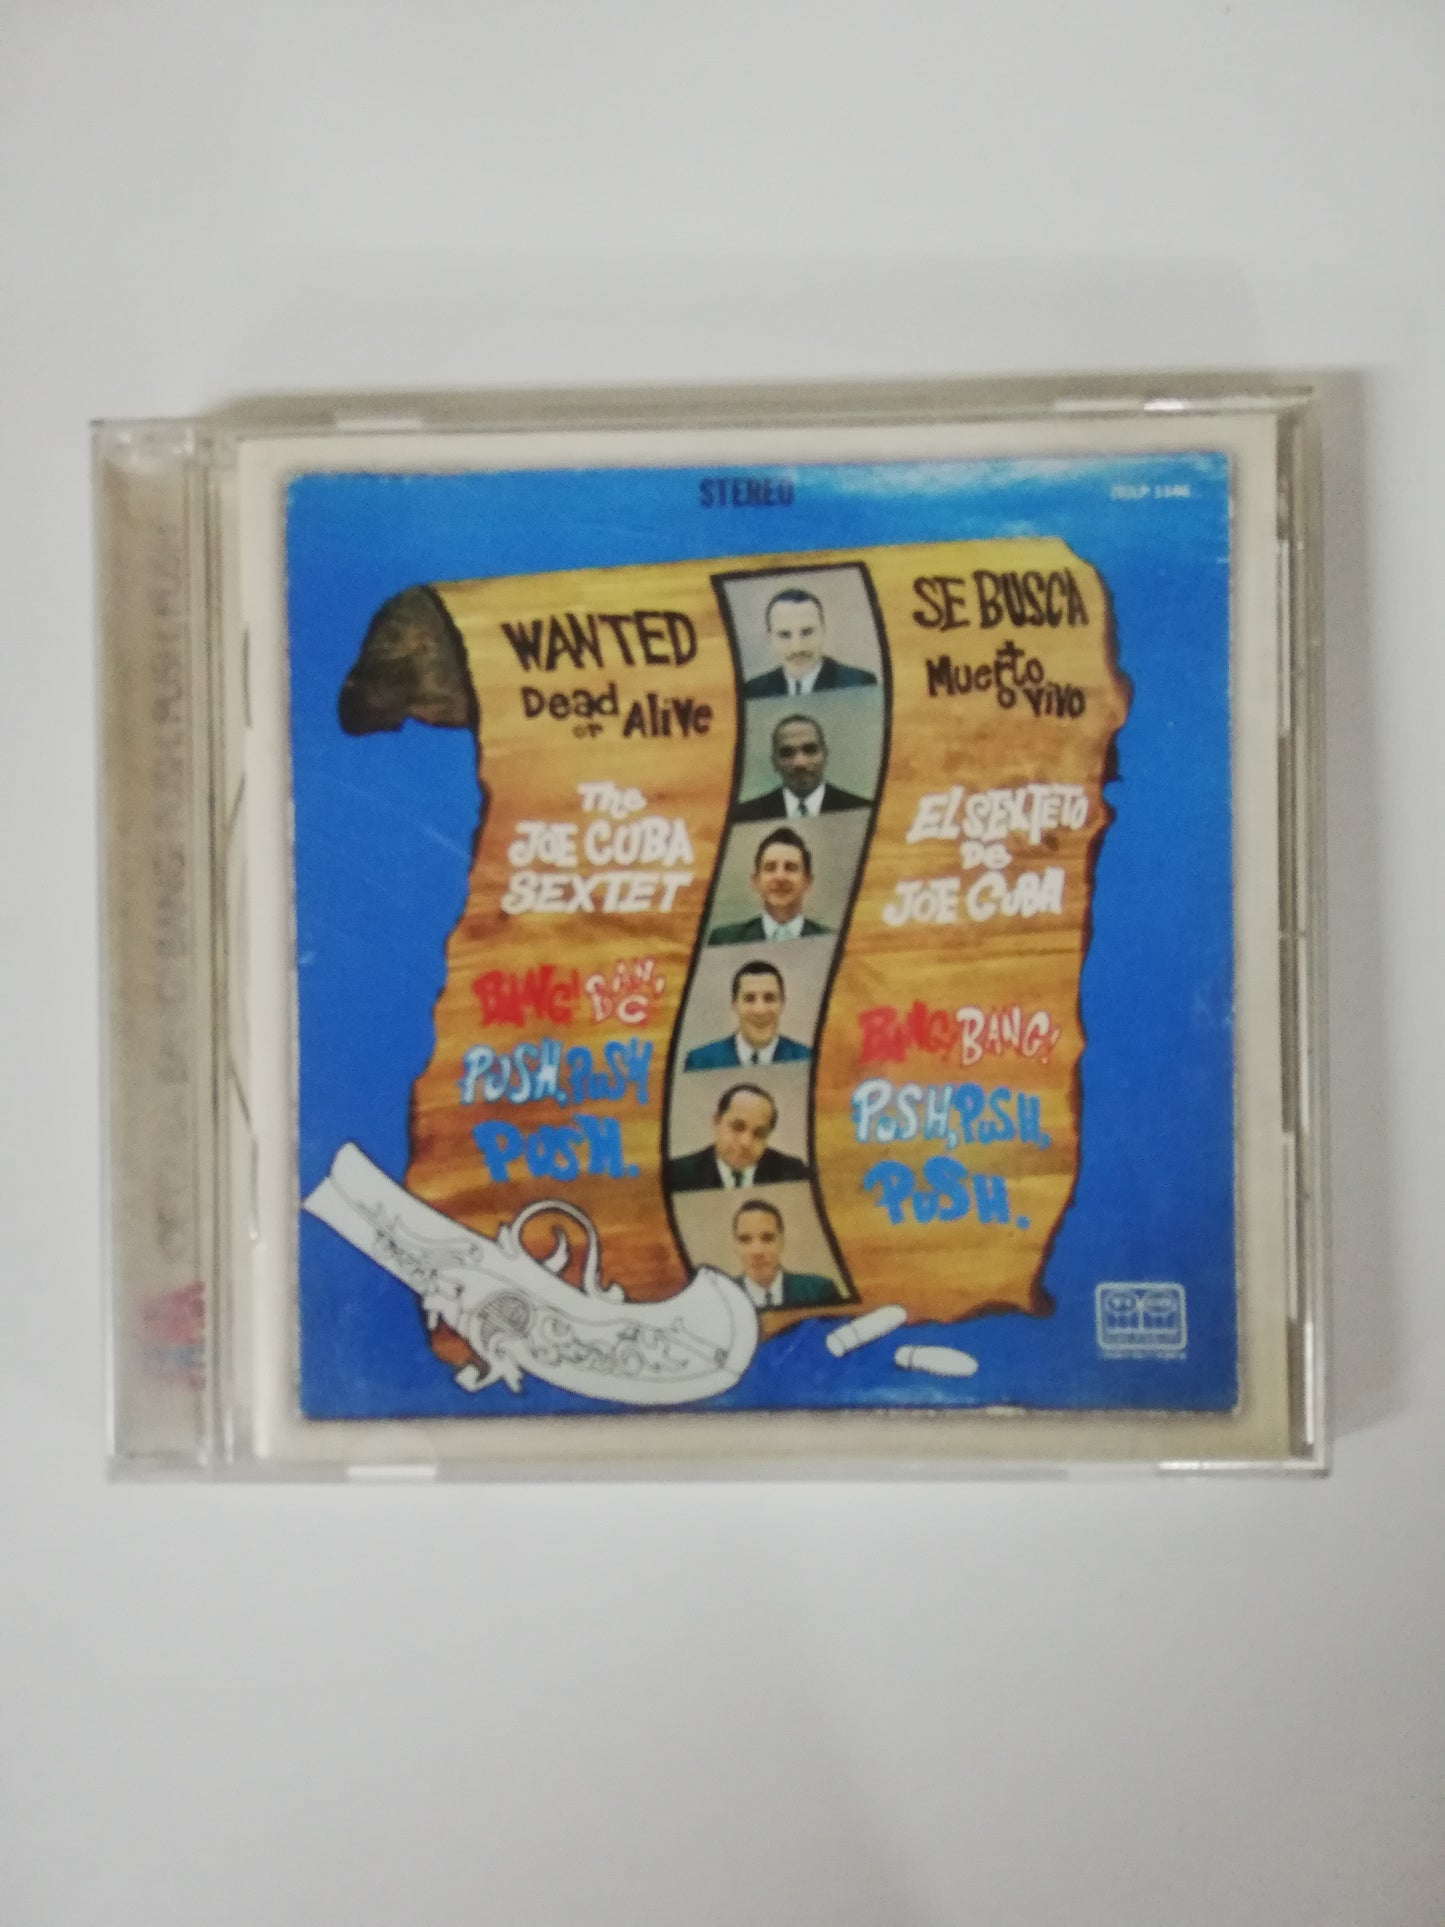 STEREO
WANTED
Dead
or Alive
The
JOE CUBA
SEXTET
BANG! BANG!
PUSH, PUSH
PUSH.
SE BUSCA
Muerto
o Vivo
EL SEXTETO
DE
JOE CUBA
BANG! BANG!
PUSH, PUSH,
PUSH.